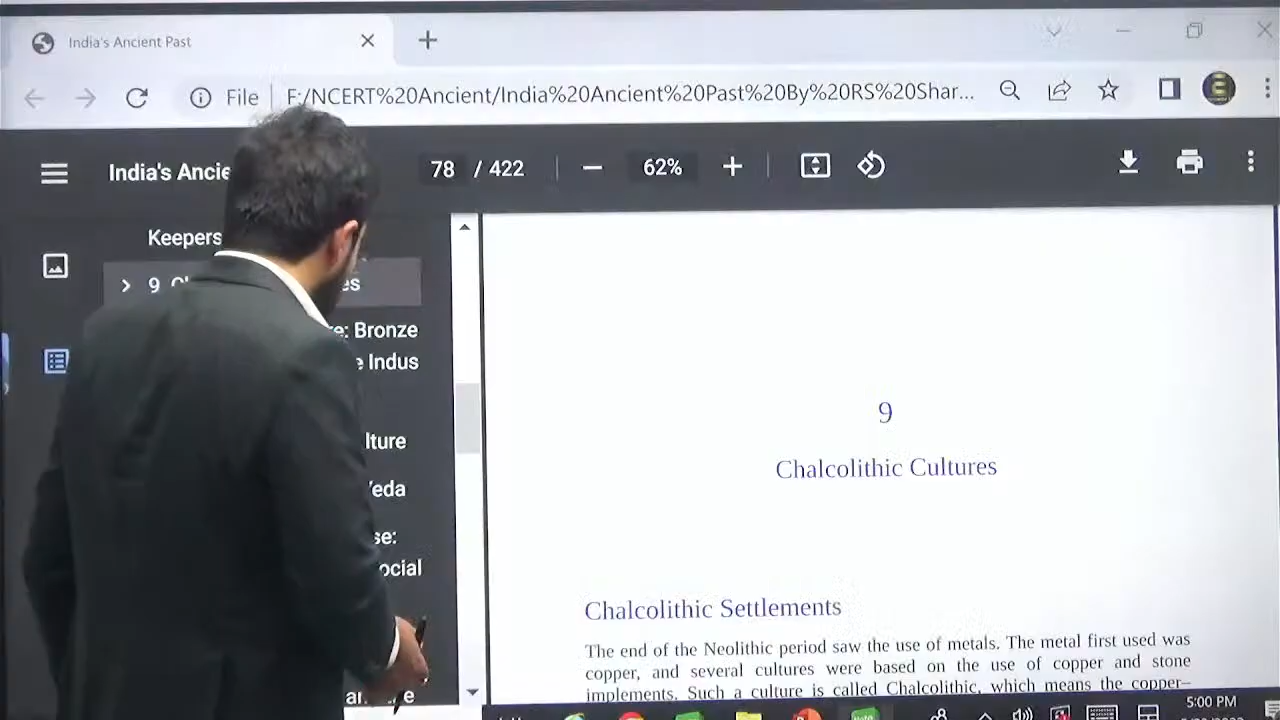 India's Ancient Past
File
F:/NCERT%20Ancient/India%20Ancient%20Past%20By%20RS%20Shar...
India's Ancie
78 / 422
62%
Keepers
9
es
e: Bronze
e Indus
lture
Veda
se:
ocial
9
Chalcolithic Cultures
Chalcolithic Settlements
The end of the Neolithic period saw the use of metals. The metal first used was
copper, and several cultures were based on the use of copper and stone
implements. Such a culture is called Chalcolithic, which means the copper–
5:00 PM